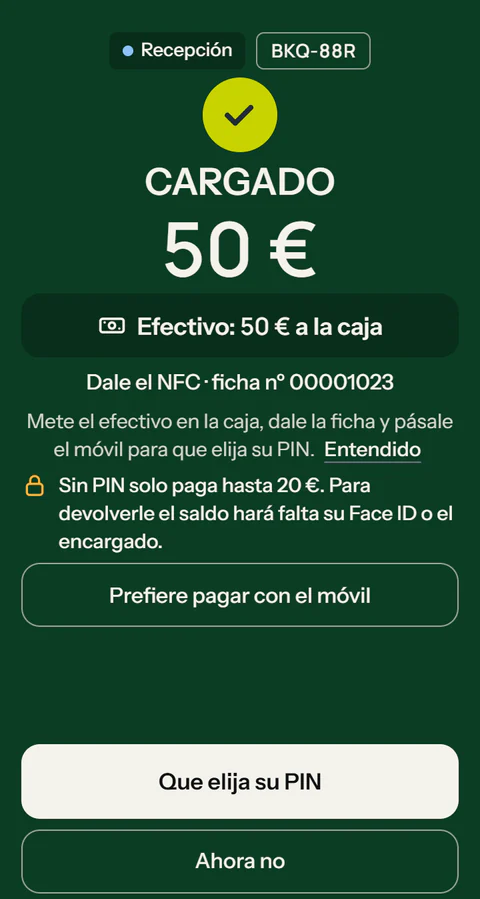 Recepción
BKQ-88R
CARGADO
50 €
Efectivo: 50 € a la caja
Dale el NFC · ficha nº 00001023
Mete el efectivo en la caja, dale la ficha y pásale
el móvil para que elija su PIN. Entendido
Sin PIN solo paga hasta 20 €. Para
devolverle el saldo hará falta su Face ID o el
encargado.
Prefiere pagar con el móvil
Que elija su PIN
Ahora no